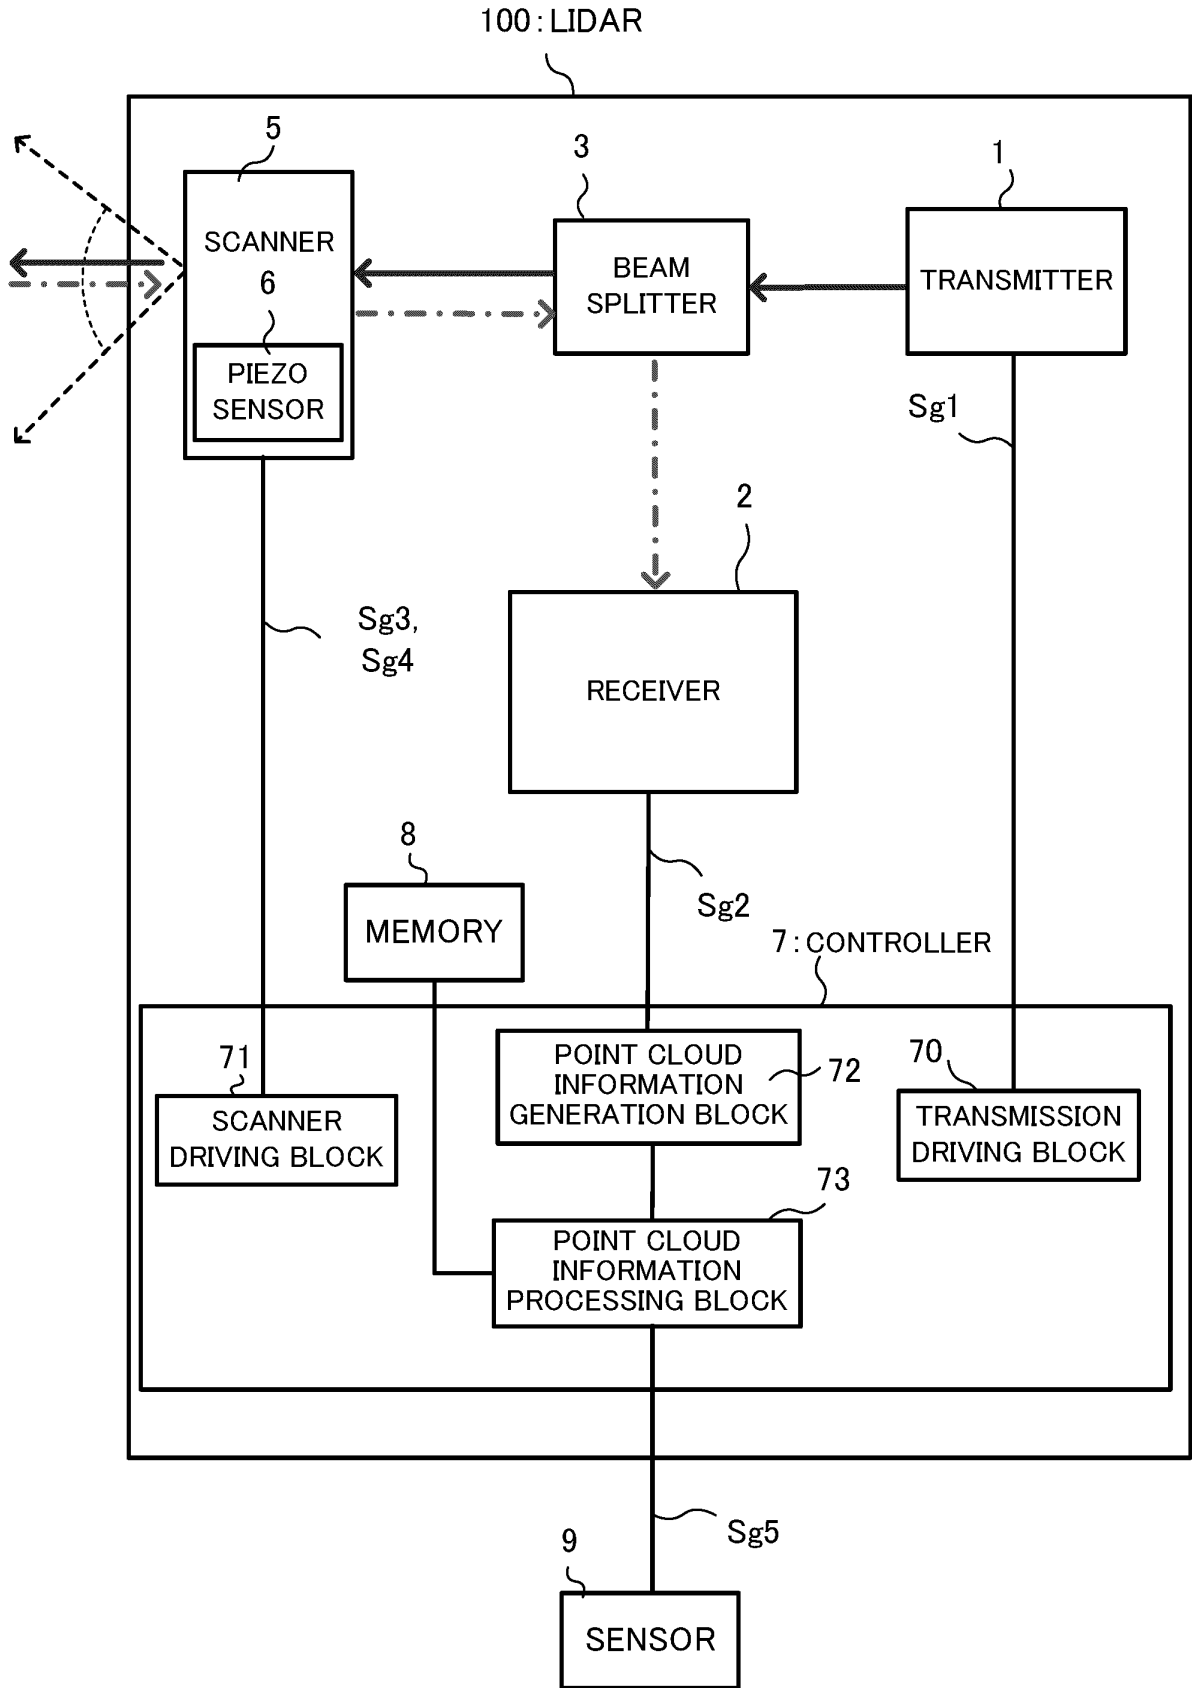 100:LIDAR
5
3
1
SCANNER
6
PIEZO
SENSOR
BEAM
SPLITTER
TRANSMITTER
Sg1
2
Sg3,
Sg4
RECEIVER
8
MEMORY
Sg2
7:CONTROLLER
71
SCANNER
DRIVING BLOCK
POINT CLOUD
INFORMATION
GENERATION BLOCK
72
70
TRANSMISSION
DRIVING BLOCK
73
POINT CLOUD
INFORMATION
PROCESSING BLOCK
Sg5
9
SENSOR